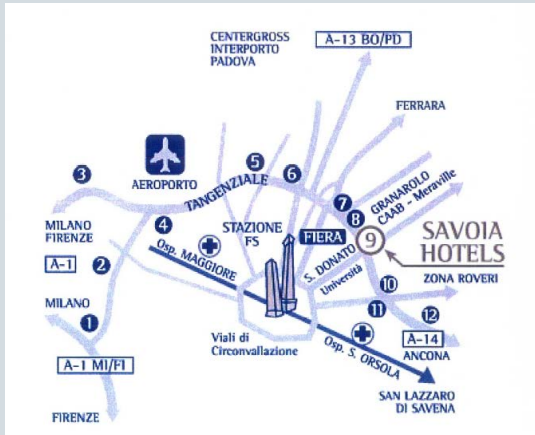 CENTERGROSS
INTERPORTO
PADOVA
A-13 BO/PD
FERRARA
3
AEROPORTO
5
6
TANGENZIALE
7
8
GRANAROLO
CAAB - Meraville
MILANO
FIRENZE
4
STAZIONE
FS
FIERA
9
SAVOIA
HOTELS
A-1
2
Osp. MAGGIORE
S. DONATO
Università
10
ZONA ROVERI
MILANO
1
11
12
Viali di
Circonvallazione
Osp. S. ORSOLA
A-14
ANCONA
A-1 MI/FI
SAN LAZZARO
DI SAVENA
FIRENZE